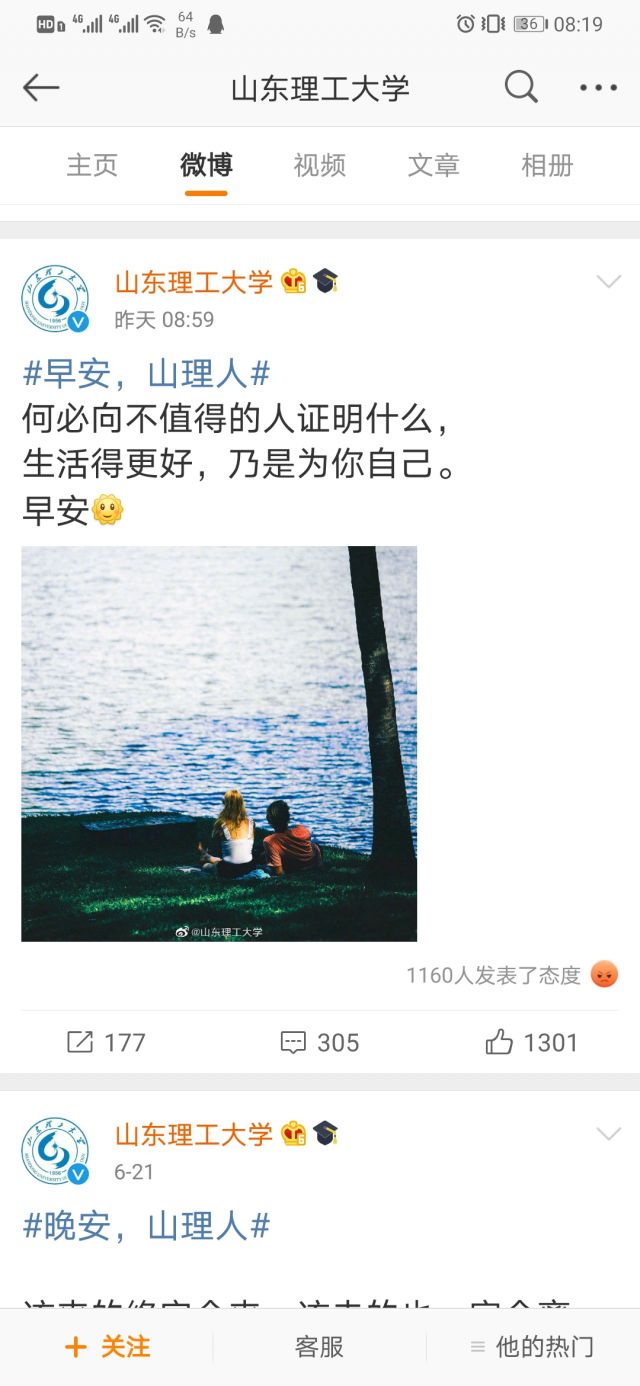 HD 1 4G 4G 64 B/s 36 08:19
山东理工大学
主页 微博 视频 文章 相册
山东理工大学
昨天 08:59
#早安，山理人#
何必向不值得的人证明什么，
生活得更好，乃是为你自己。
早安
@山东理工大学
1160人发表了态度
177 305 1301
山东理工大学
6-21
#晚安，山理人#
+ 关注 客服 他的热门